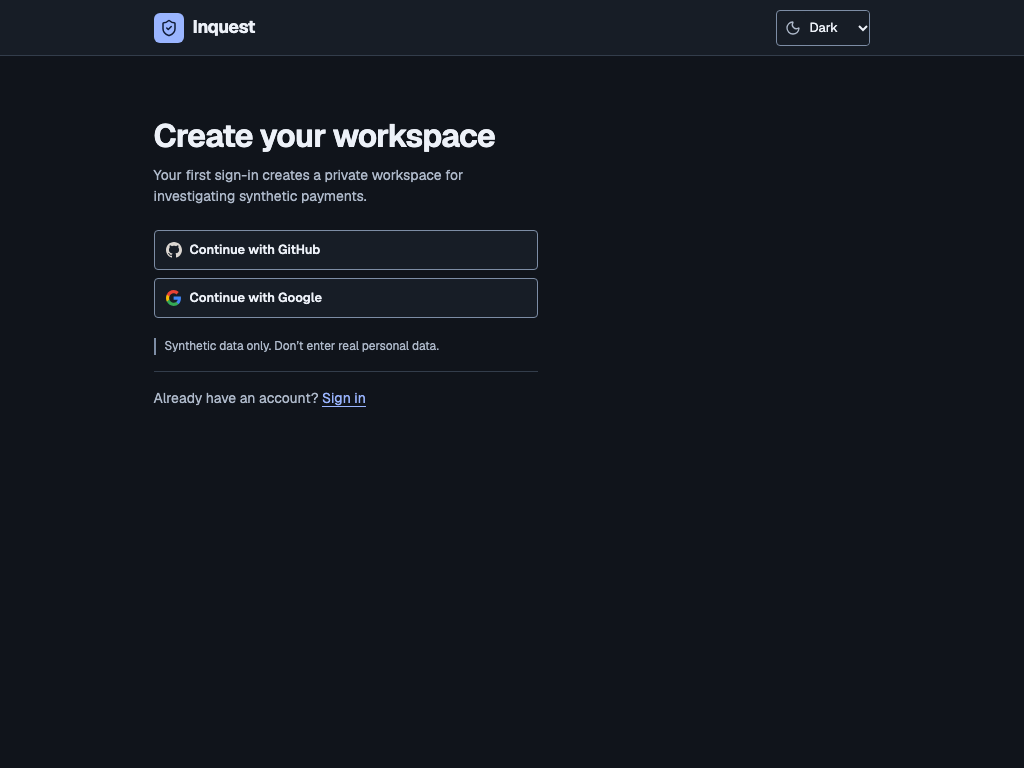 Inquest
Dark
Create your workspace
Your first sign-in creates a private workspace for
investigating synthetic payments.
Continue with GitHub
Continue with Google
Synthetic data only. Don't enter real personal data.
Already have an account? Sign in